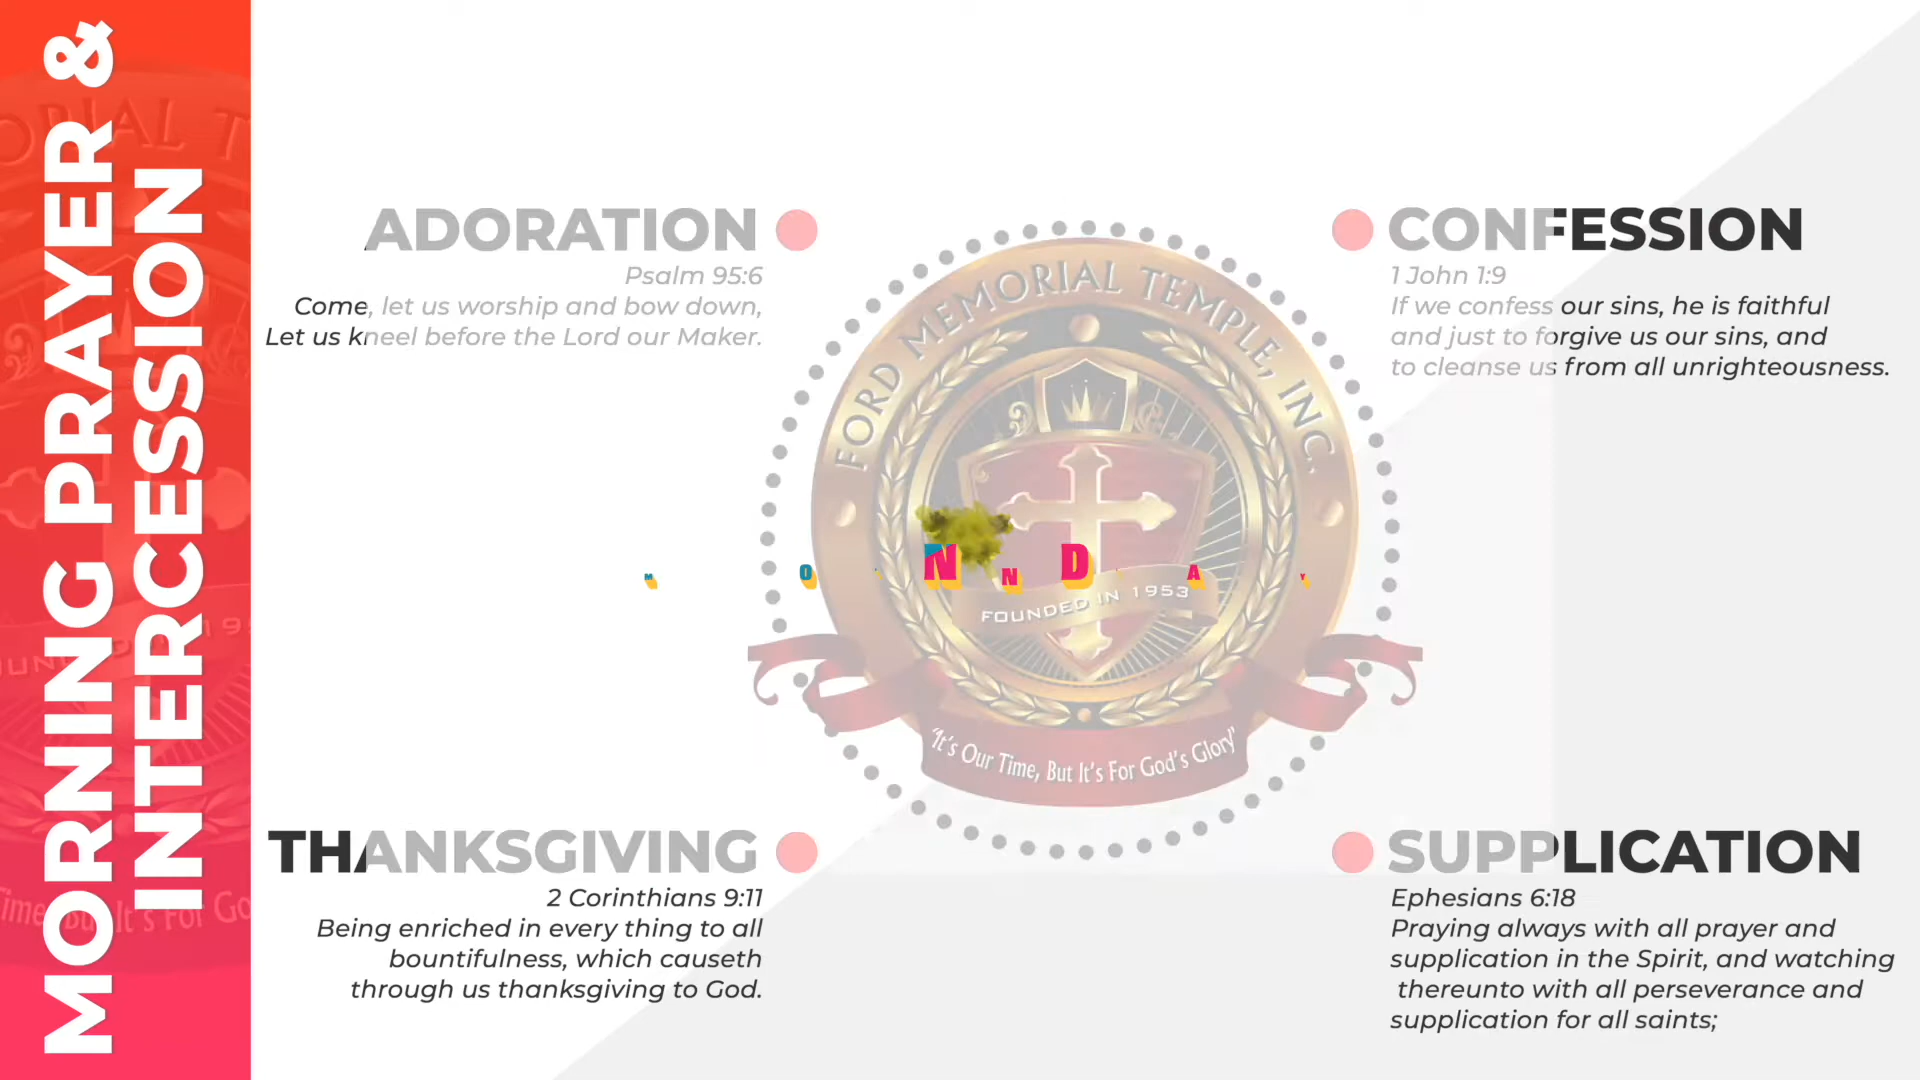 MORNING PRAYER &
INTERCESSION
ADORATION
Psalm 95:6
Come, let us worship and bow down,
Let us kneel before the Lord our Maker.
CONFESSION
1 John 1:9
If we confess our sins, he is faithful
and just to forgive us our sins, and
to cleanse us from all unrighteousness.
FORD MEMORIAL TEMPLE, INC.
M O N N D A Y
FOUNDED IN 1953
"It's Our Time, But It's For God's Glory"
THANKSGIVING
2 Corinthians 9:11
Being enriched in every thing to all
bountifulness, which causeth
through us thanksgiving to God.
SUPPLICATION
Ephesians 6:18
Praying always with all prayer and
supplication in the Spirit, and watching
thereunto with all perseverance and
supplication for all saints;